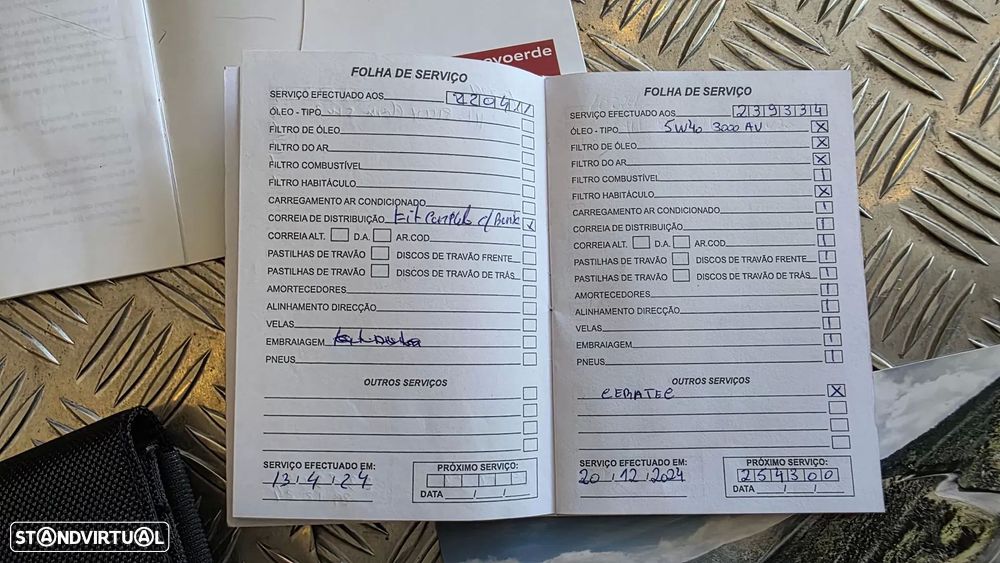 evoerde
FOLHA DE SERVIÇO
SERVIÇO EFECTUADO AOS
ÓLEO - TIPO
FILTRO DE ÓLEO
FILTRO DO AR
FILTRO COMBUSTÍVEL
FILTRO HABITÁCULO
CARREGAMENTO AR CONDICIONADO
CORREIA DE DISTRIBUIÇÃO kit completo c/
CORREIA ALT. D.A. AR.COD
PASTILHAS DE TRAVÃO DISCOS DE TRAVÃO FRENTE
PASTILHAS DE TRAVÃO DISCOS DE TRAVÃO DE TRÁS
AMORTECEDORES
ALINHAMENTO DIRECÇÃO
VELAS
EMBRAIAGEM
PNEUS
OUTROS SERVIÇOS
SERVIÇO EFECTUADO EM:
13 / 4 / 24
PRÓXIMO SERVIÇO:
DATA / /
FOLHA DE SERVIÇO
SERVIÇO EFECTUADO AOS 239334
ÓLEO - TIPO 5W40 3000 AV X
FILTRO DE ÓLEO X
FILTRO DO AR X
FILTRO COMBUSTÍVEL
FILTRO HABITÁCULO X
CARREGAMENTO AR CONDICIONADO
CORREIA DE DISTRIBUIÇÃO
CORREIA ALT. D.A. AR.COD
PASTILHAS DE TRAVÃO DISCOS DE TRAVÃO FRENTE
PASTILHAS DE TRAVÃO DISCOS DE TRAVÃO DE TRÁS
AMORTECEDORES
ALINHAMENTO DIRECÇÃO
VELAS
EMBRAIAGEM
PNEUS
OUTROS SERVIÇOS
CERATEC X
SERVIÇO EFECTUADO EM:
20 / 12 / 2024
PRÓXIMO SERVIÇO:
254300
DATA / /
STANDVIRTUAL